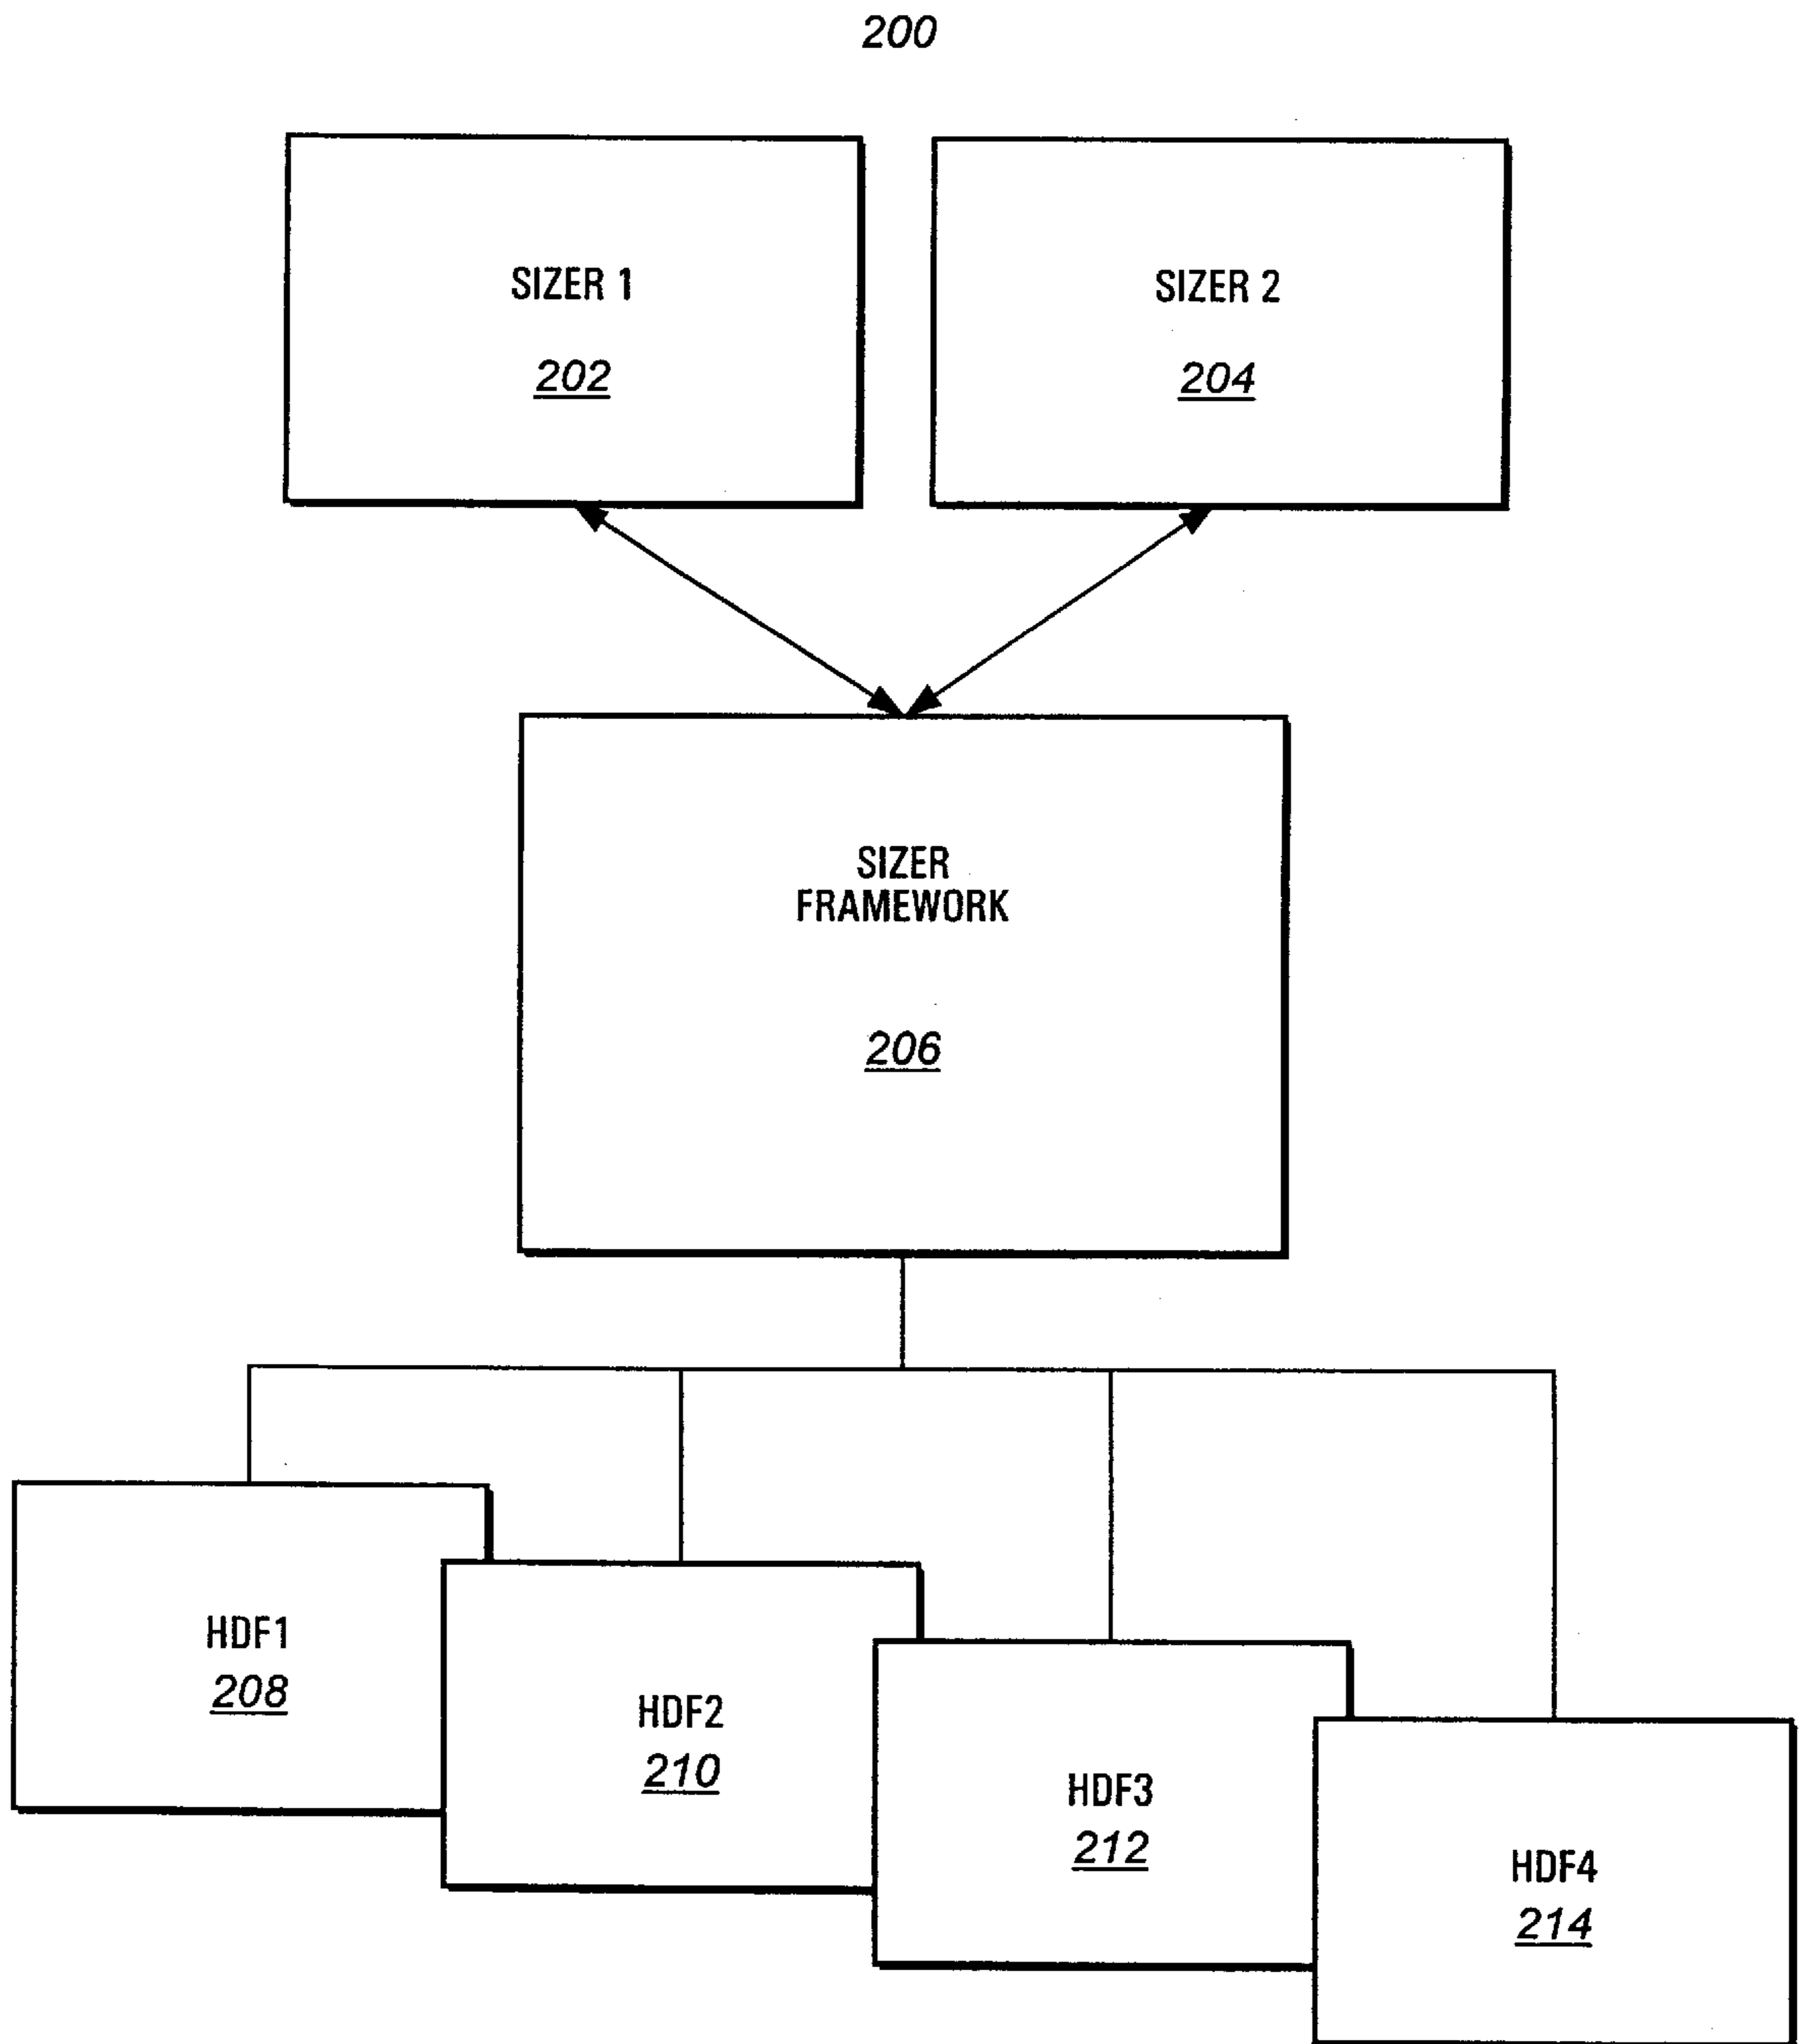 200
SIZER 1
202
SIZER 2
204
SIZER
FRAMEWORK
206
HDF1
208
HDF2
210
HDF3
212
HDF4
214